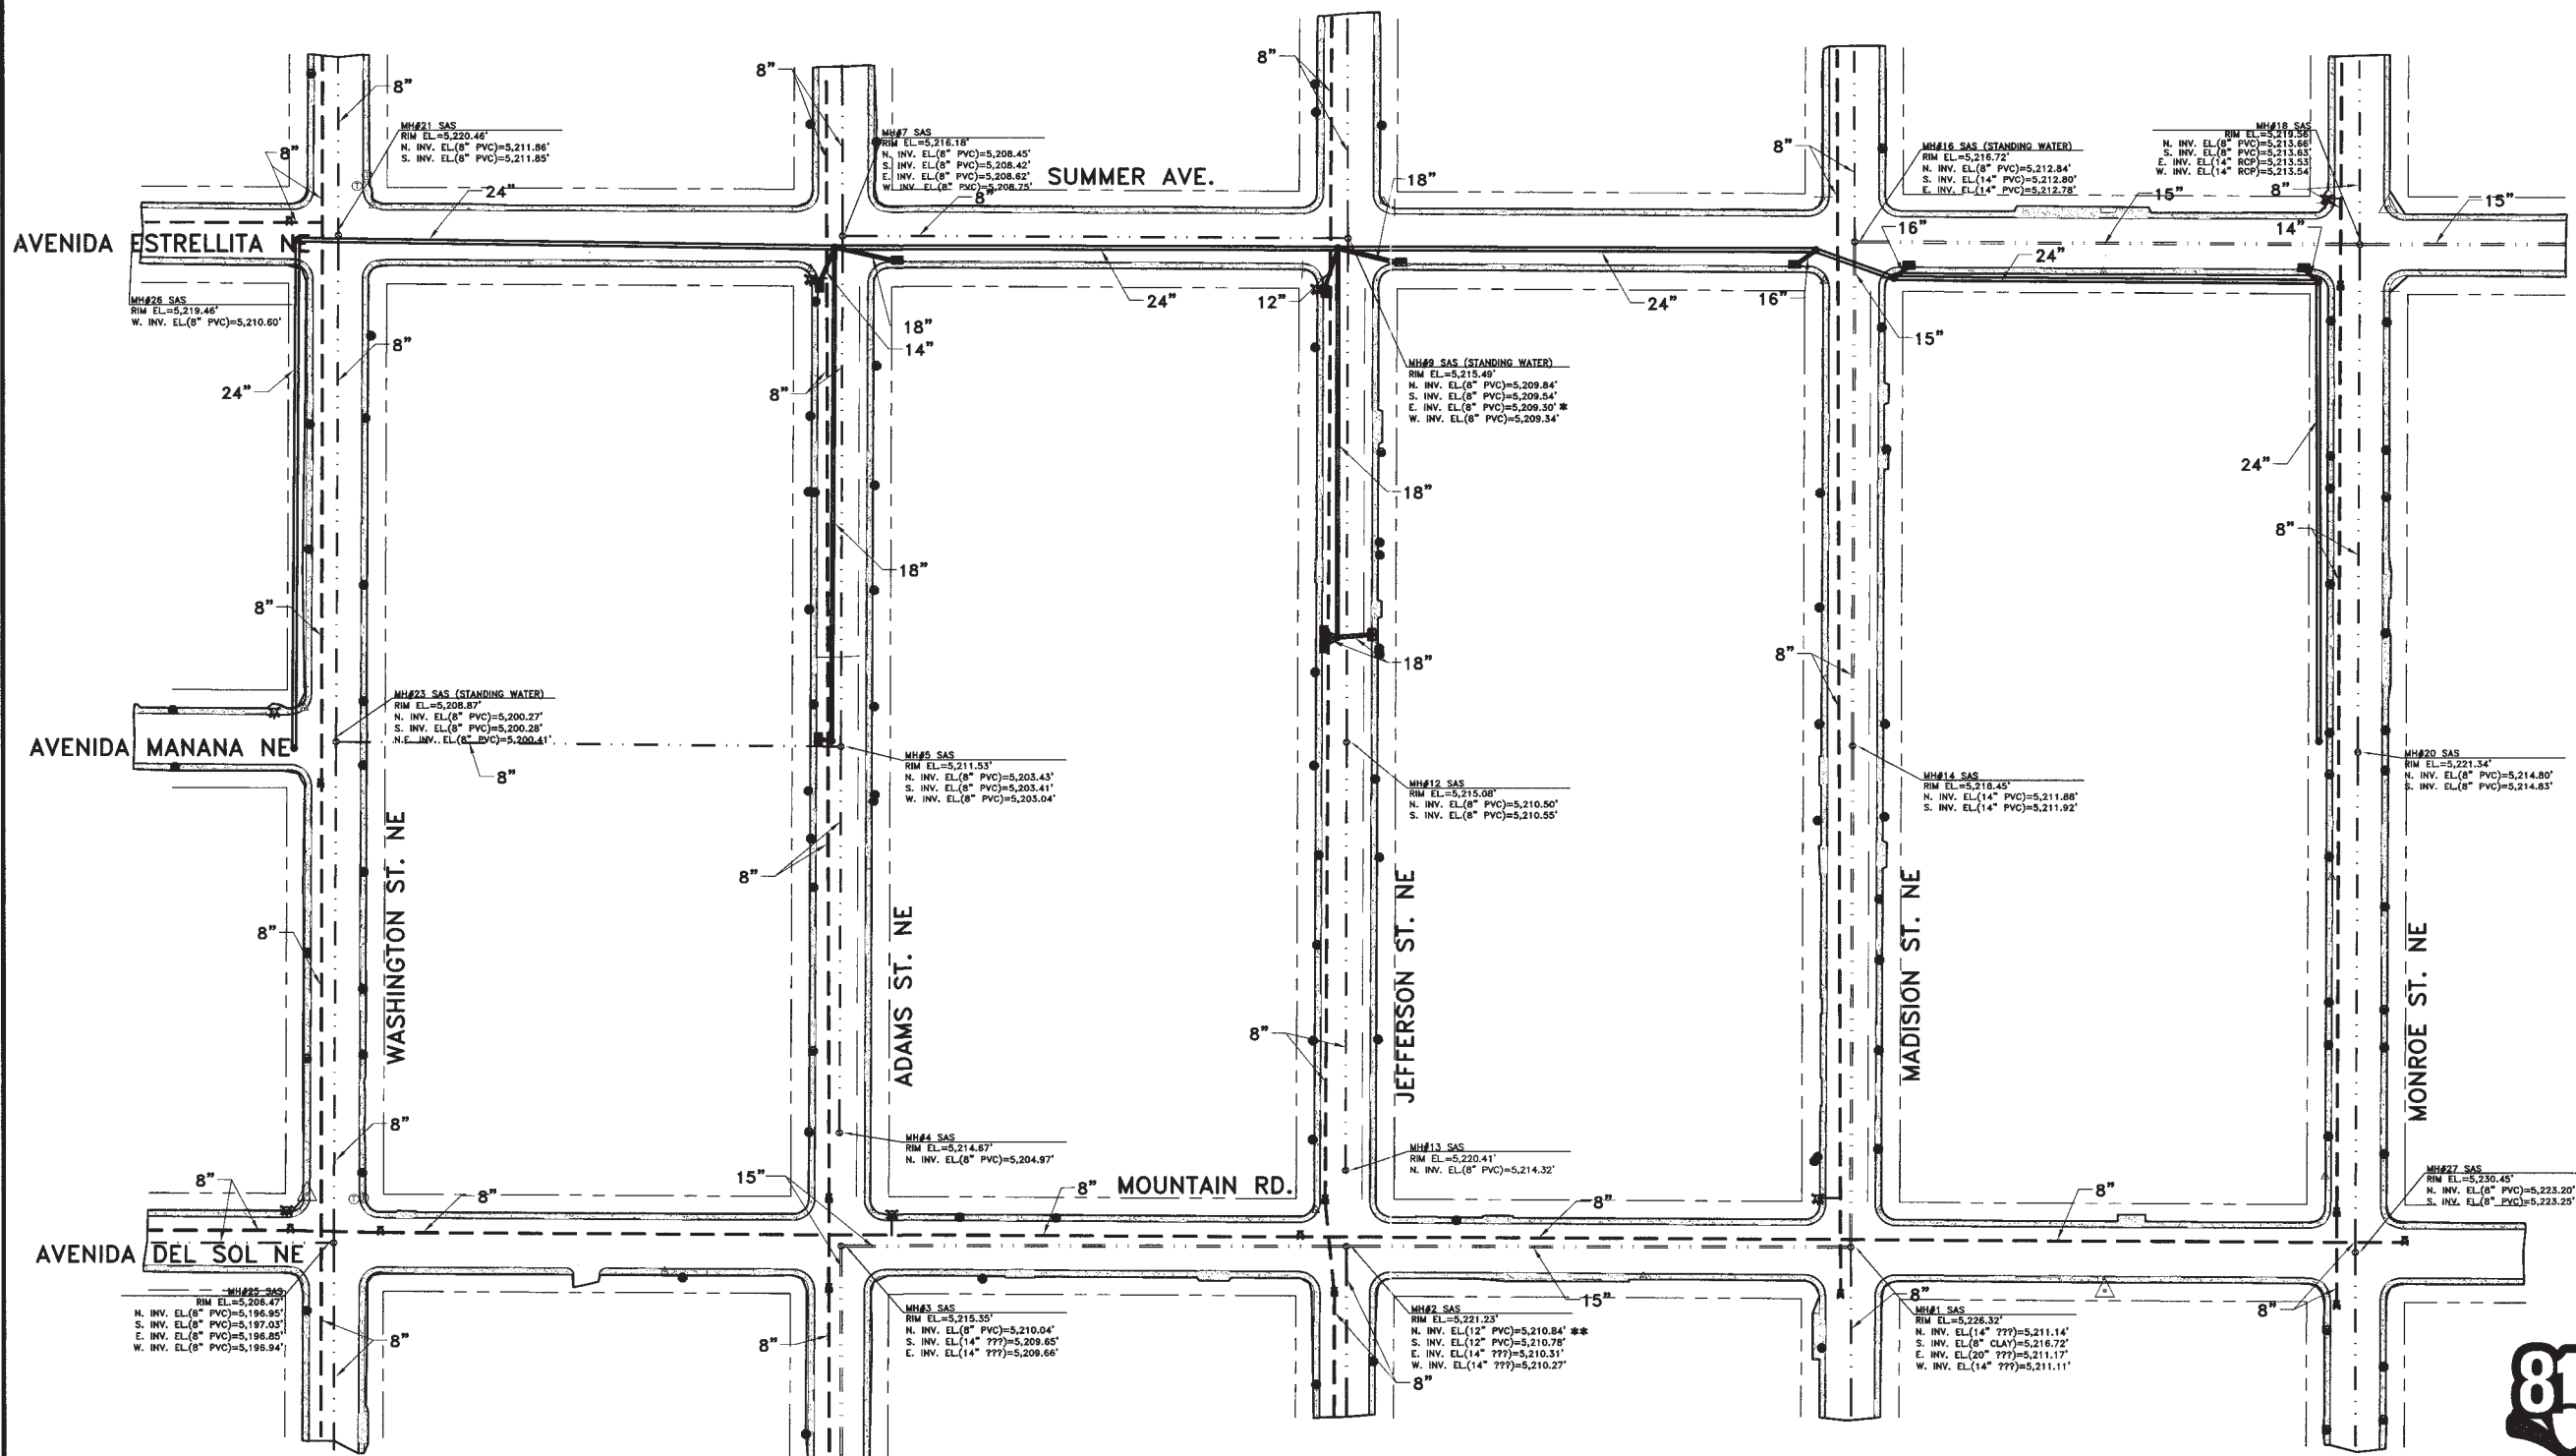 8"
8"
8"
8"
8"
MH#21 SAS
RIM EL.=5,220.46'
N. INV. EL.(8" PVC)=5,211.86'
S. INV. EL.(8" PVC)=5,211.85'
MH#7 SAS
RIM EL.=5,216.18'
N. INV. EL.(8" PVC)=5,208.45'
S. INV. EL.(8" PVC)=5,208.42'
E. INV. EL.(8" PVC)=5,208.62'
W. INV. EL.(8" PVC)=5,208.75'
SUMMER AVE.
8"
MH#16 SAS (STANDING WATER)
RIM EL.=5,216.72'
N. INV. EL.(8" PVC)=5,212.84'
S. INV. EL.(14" PVC)=5,212.80'
E. INV. EL.(14" PVC)=5,212.78'
MH#18 SAS
RIM EL.=5,219.56'
N. INV. EL.(8" PVC)=5,213.66'
S. INV. EL.(8" PVC)=5,213.63'
E. INV. EL.(14" RCP)=5,213.53'
W. INV. EL.(14" RCP)=5,213.54'
8"
24"
8"
18"
15"
15"
16"
14"
AVENIDA ESTRELLITA NE
24"
24"
24"
12"
16"
MH#26 SAS
RIM EL.=5,219.46'
W. INV. EL.(8" PVC)=5,210.60'
18"
14"
15"
8"
24"
8"
MH#9 SAS (STANDING WATER)
RIM EL.=5,215.49'
N. INV. EL.(8" PVC)=5,209.84'
S. INV. EL.(8" PVC)=5,209.54'
E. INV. EL.(8" PVC)=5,209.30' *
W. INV. EL.(8" PVC)=5,209.34'
24"
18"
8"
18"
8"
8"
18"
MH#23 SAS (STANDING WATER)
RIM EL.=5,208.87'
N. INV. EL.(8" PVC)=5,200.27'
S. INV. EL.(8" PVC)=5,200.28'
N.E. INV. EL.(8" PVC)=5,200.41'
AVENIDA MANANA NE
8"
MH#5 SAS
RIM EL.=5,211.53'
N. INV. EL.(8" PVC)=5,203.43'
S. INV. EL.(8" PVC)=5,203.41'
W. INV. EL.(8" PVC)=5,203.04'
MH#12 SAS
RIM EL.=5,215.08'
N. INV. EL.(8" PVC)=5,210.50'
S. INV. EL.(8" PVC)=5,210.55'
MH#14 SAS
RIM EL.=5,218.45'
N. INV. EL.(14" PVC)=5,211.88'
S. INV. EL.(14" PVC)=5,211.92'
MH#20 SAS
RIM EL.=5,221.34'
N. INV. EL.(8" PVC)=5,214.80'
S. INV. EL.(8" PVC)=5,214.83'
WASHINGTON ST. NE
8"
8"
ADAMS ST. NE
JEFFERSON ST. NE
MADISION ST. NE
MONROE ST. NE
8"
8"
MH#4 SAS
RIM EL.=5,214.67'
N. INV. EL.(8" PVC)=5,204.97'
MH#13 SAS
RIM EL.=5,220.41'
N. INV. EL.(8" PVC)=5,214.32'
8"
8"
15"
8"
MOUNTAIN RD.
8"
8"
MH#27 SAS
RIM EL.=5,230.45'
N. INV. EL.(8" PVC)=5,223.20'
S. INV. EL.(8" PVC)=5,223.25'
AVENIDA DEL SOL NE
MH#25 SAS
RIM EL.=5,206.47'
N. INV. EL.(8" PVC)=5,196.95'
S. INV. EL.(8" PVC)=5,197.03'
E. INV. EL.(8" PVC)=5,196.85'
W. INV. EL.(8" PVC)=5,196.94'
8"
8"
MH#3 SAS
RIM EL.=5,215.35'
N. INV. EL.(8" PVC)=5,210.04'
S. INV. EL.(14" ???)=5,209.65'
E. INV. EL.(14" ???)=5,209.66'
MH#2 SAS
RIM EL.=5,221.23'
N. INV. EL.(12" PVC)=5,210.84' **
S. INV. EL.(12" PVC)=5,210.78'
E. INV. EL.(14" ???)=5,210.31'
W. INV. EL.(14" ???)=5,210.27'
8"
15"
8"
MH#1 SAS
RIM EL.=5,226.32'
N. INV. EL.(14" ???)=5,211.14'
S. INV. EL.(8" CLAY)=5,216.72'
E. INV. EL.(20" ???)=5,211.17'
W. INV. EL.(14" ???)=5,211.11'
8"